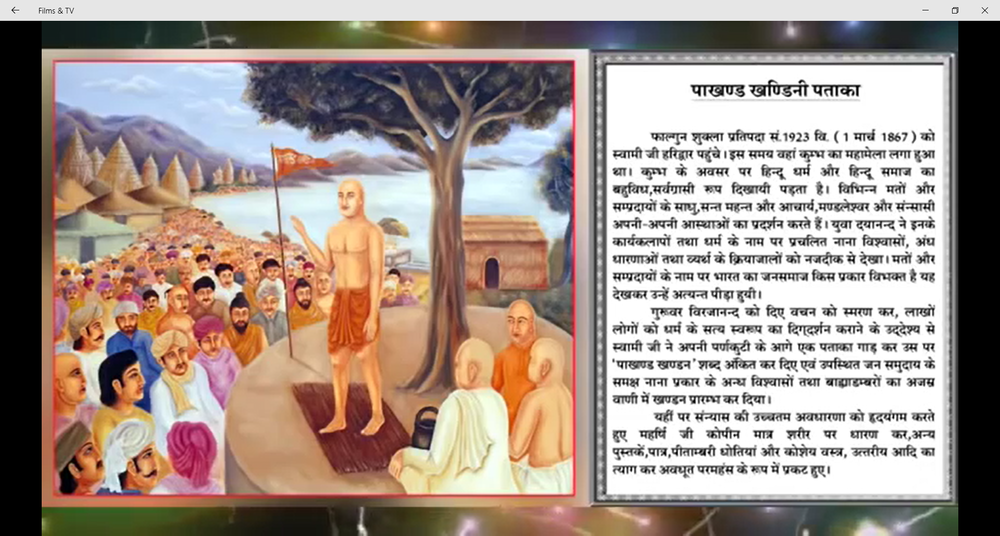 Films & TV
पाखण्ड खण्डिनी पताका
फाल्गुन शुक्ला प्रतिपदा सं.1923 वि. ( 1 मार्च 1867 ) को
स्वामी जी हरिद्वार पहुंचे। इस समय वहां कुम्भ का महामेला लगा हुआ
था। कुम्भ के अवसर पर हिन्दू धर्म और हिन्दू समाज का
बहुविध,सर्वग्रासी रूप दिखायी पड़ता है। विभिन्न मतों और
सम्प्रदायों के साधु,सन्त महन्त और आचार्य,मण्डलेश्वर और संन्सासी
अपनी-अपनी आस्थाओं का प्रदर्शन करते हैं। युवा दयानन्द ने इनके
कार्यकलापों तथा धर्म के नाम पर प्रचलित नाना विश्वासों, अंध
धारणाओं तथा व्यर्थ के क्रियाजालों को नजदीक से देखा। मतों और
सम्प्रदायों के नाम पर भारत का जनसमाज किस प्रकार विभक्त है यह
देखकर उन्हें अत्यन्त पीड़ा हुयी।
गुरूवर विरजानन्द को दिए वचन को स्मरण कर, लाखों
लोगों को धर्म के सत्य स्वरूप का दिग्दर्शन कराने के उद्देश्य से
स्वामी जी ने अपनी पर्णकुटी के आगे एक पताका गाड़ कर उस पर
'पाखण्ड खण्डन' शब्द अंकित कर दिए एवं उपस्थित जन समुदाय के
समक्ष नाना प्रकार के अन्ध विश्वासों तथा बाह्याडम्बरों का अजस्र
वाणी में खण्डन प्रारम्भ कर दिया।
यहीं पर संन्यास की उच्चतम अवधारणा को हृदयंगम करते
हुए महर्षि जी कोपीन मात्र शरीर पर धारण कर,अन्य
पुस्तकें,पात्र,पीताम्बरी धोतियां और कोशेय वस्त्र, उत्तरीय आदि का
त्याग कर अवधूत परमहंस के रूप में प्रकट हुए।